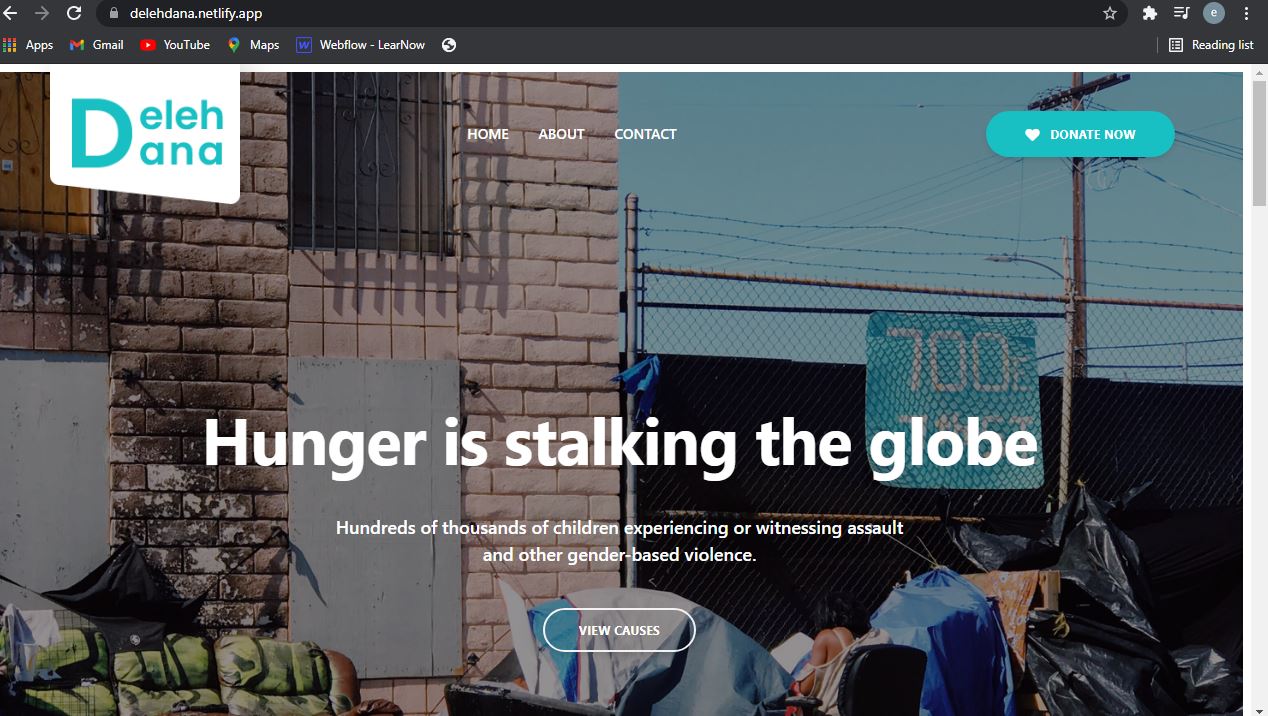 delehdana.netlify.app
e
Apps
Gmail
YouTube
Maps
W
Webflow - LearNow
Reading list
Deleh
Dana
HOME
ABOUT
CONTACT
DONATE NOW
700
Hunger is stalking the globe
Hundreds of thousands of children experiencing or witnessing assault
and other gender-based violence.
VIEW CAUSES